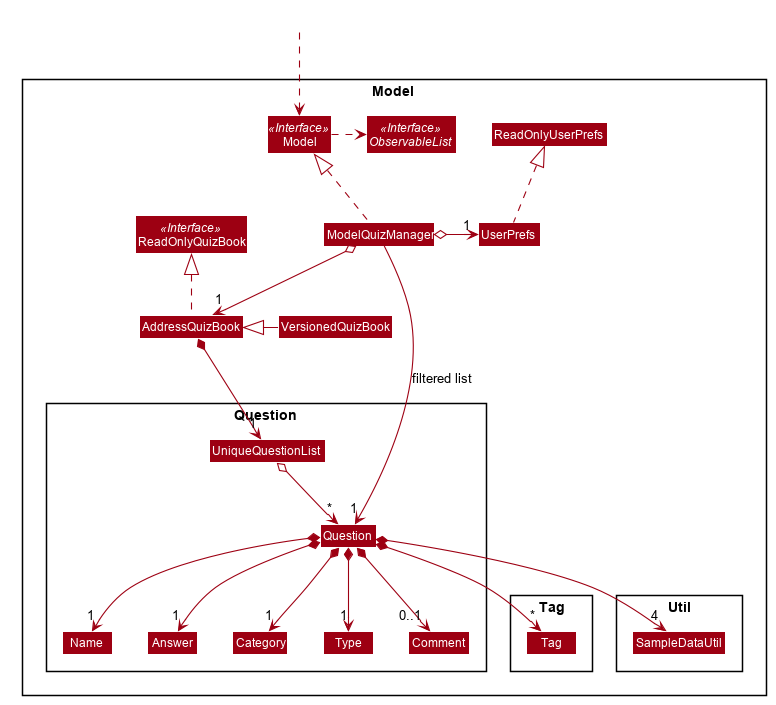 Model
«Interface»
Model
«Interface»
ObservableList
ReadOnlyUserPrefs
«Interface»
ReadOnlyQuizBook
ModelQuizManager
1
UserPrefs
1
AddressQuizBook
VersionedQuizBook
filtered list
Question
1
UniqueQuestionList
*
1
Question
1
1
1
1
0..1
Tag
*
Util
4
Name
Answer
Category
Type
Comment
Tag
SampleDataUtil